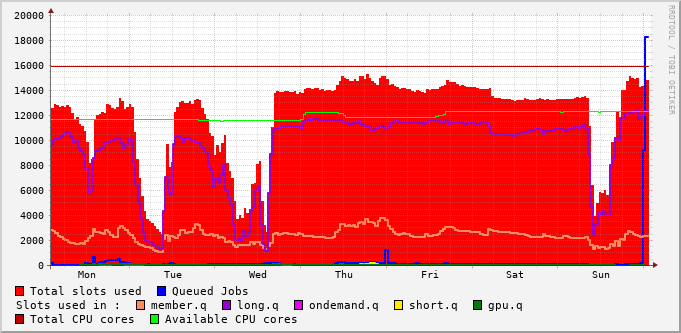 20000
18000
16000
14000
12000
10000
8000
6000
4000
2000
0
Mon Tue Wed Thu Fri Sat Sun
RRDTOOL / TOBI OETIKER
Total slots used Queued Jobs
Slots used in : member.q long.q ondemand.q short.q gpu.q
Total CPU cores Available CPU cores